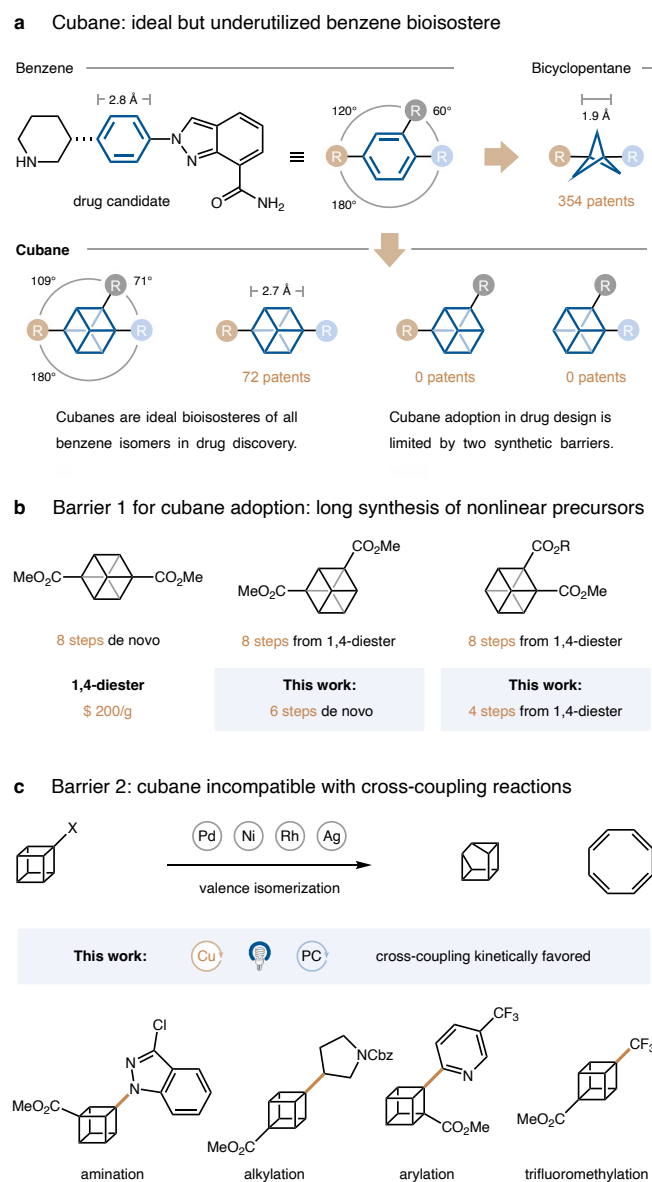 a Cubane: ideal but underutilized benzene bioisostere
Benzene
Bicyclopentane
2.8 Å
120°
R
60°
1.9 Å
HN
N
N
≡
R
R
R
R
O
NH2
180°
drug candidate
354 patents
Cubane
109°
R
71°
2.7 Å
R
R
R
R
R
R
R
R
R
180°
72 patents
0 patents
0 patents
Cubanes are ideal bioisosteres of all
benzene isomers in drug discovery.
Cubane adoption in drug design is
limited by two synthetic barriers.
b Barrier 1 for cubane adoption: long synthesis of nonlinear precursors
CO2Me
CO2R
MeO2C
CO2Me
MeO2C
CO2Me
8 steps de novo
8 steps from 1,4-diester
8 steps from 1,4-diester
1,4-diester
This work:
This work:
$ 200/g
6 steps de novo
4 steps from 1,4-diester
c Barrier 2: cubane incompatible with cross-coupling reactions
X
Pd Ni Rh Ag
valence isomerization
This work: Cu PC cross-coupling kinetically favored
Cl
N
N
MeO2C
NCbz
MeO2C
CF3
N
CO2Me
CF3
MeO2C
amination
alkylation
arylation
trifluoromethylation